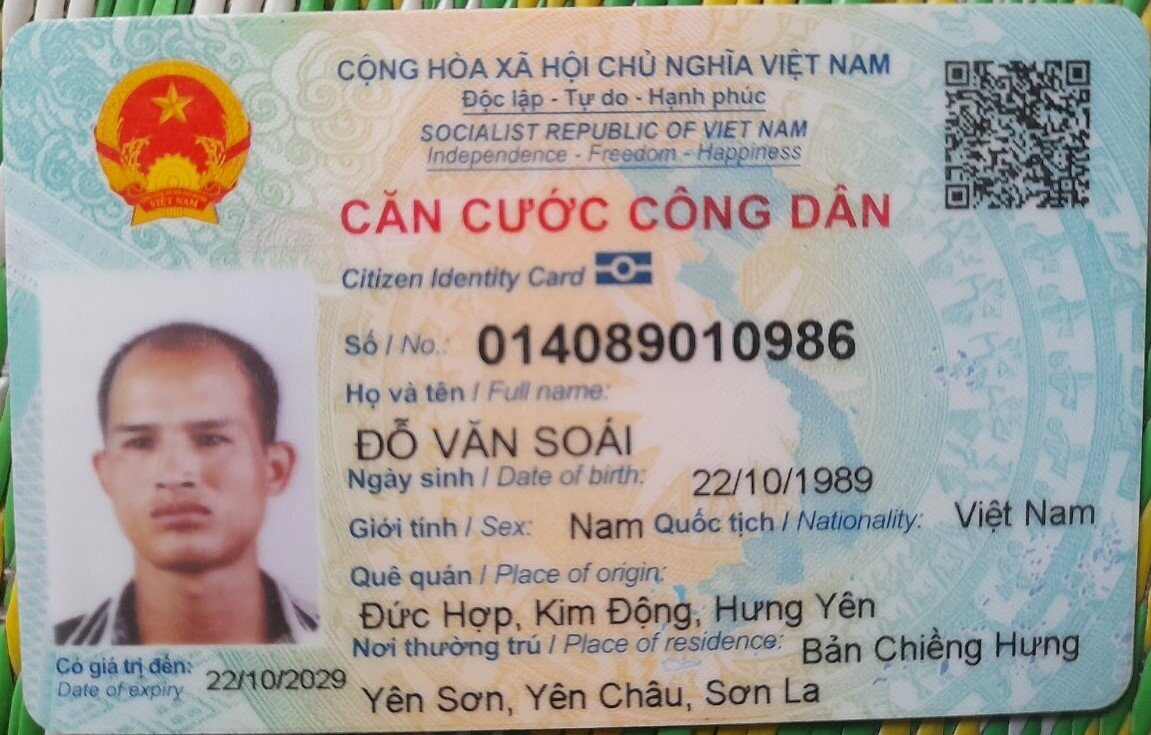 CỘNG HÒA XÃ HỘI CHỦ NGHĨA VIỆT NAM
Độc lập - Tự do - Hạnh phúc
SOCIALIST REPUBLIC OF VIET NAM
Independence - Freedom - Happiness
VIỆT NAM
CĂN CƯỚC CÔNG DÂN
Citizen Identity Card
Số / No.: 014089010986
Họ và tên / Full name:
ĐỖ VĂN SOÁI
Ngày sinh / Date of birth: 22/10/1989
Giới tính / Sex: Nam Quốc tịch / Nationality: Việt Nam
Quê quán / Place of origin:
Đức Hợp, Kim Động, Hưng Yên
Nơi thường trú / Place of residence: Bản Chiềng Hưng
Yên Sơn, Yên Châu, Sơn La
Có giá trị đến: 22/10/2029
Date of expiry